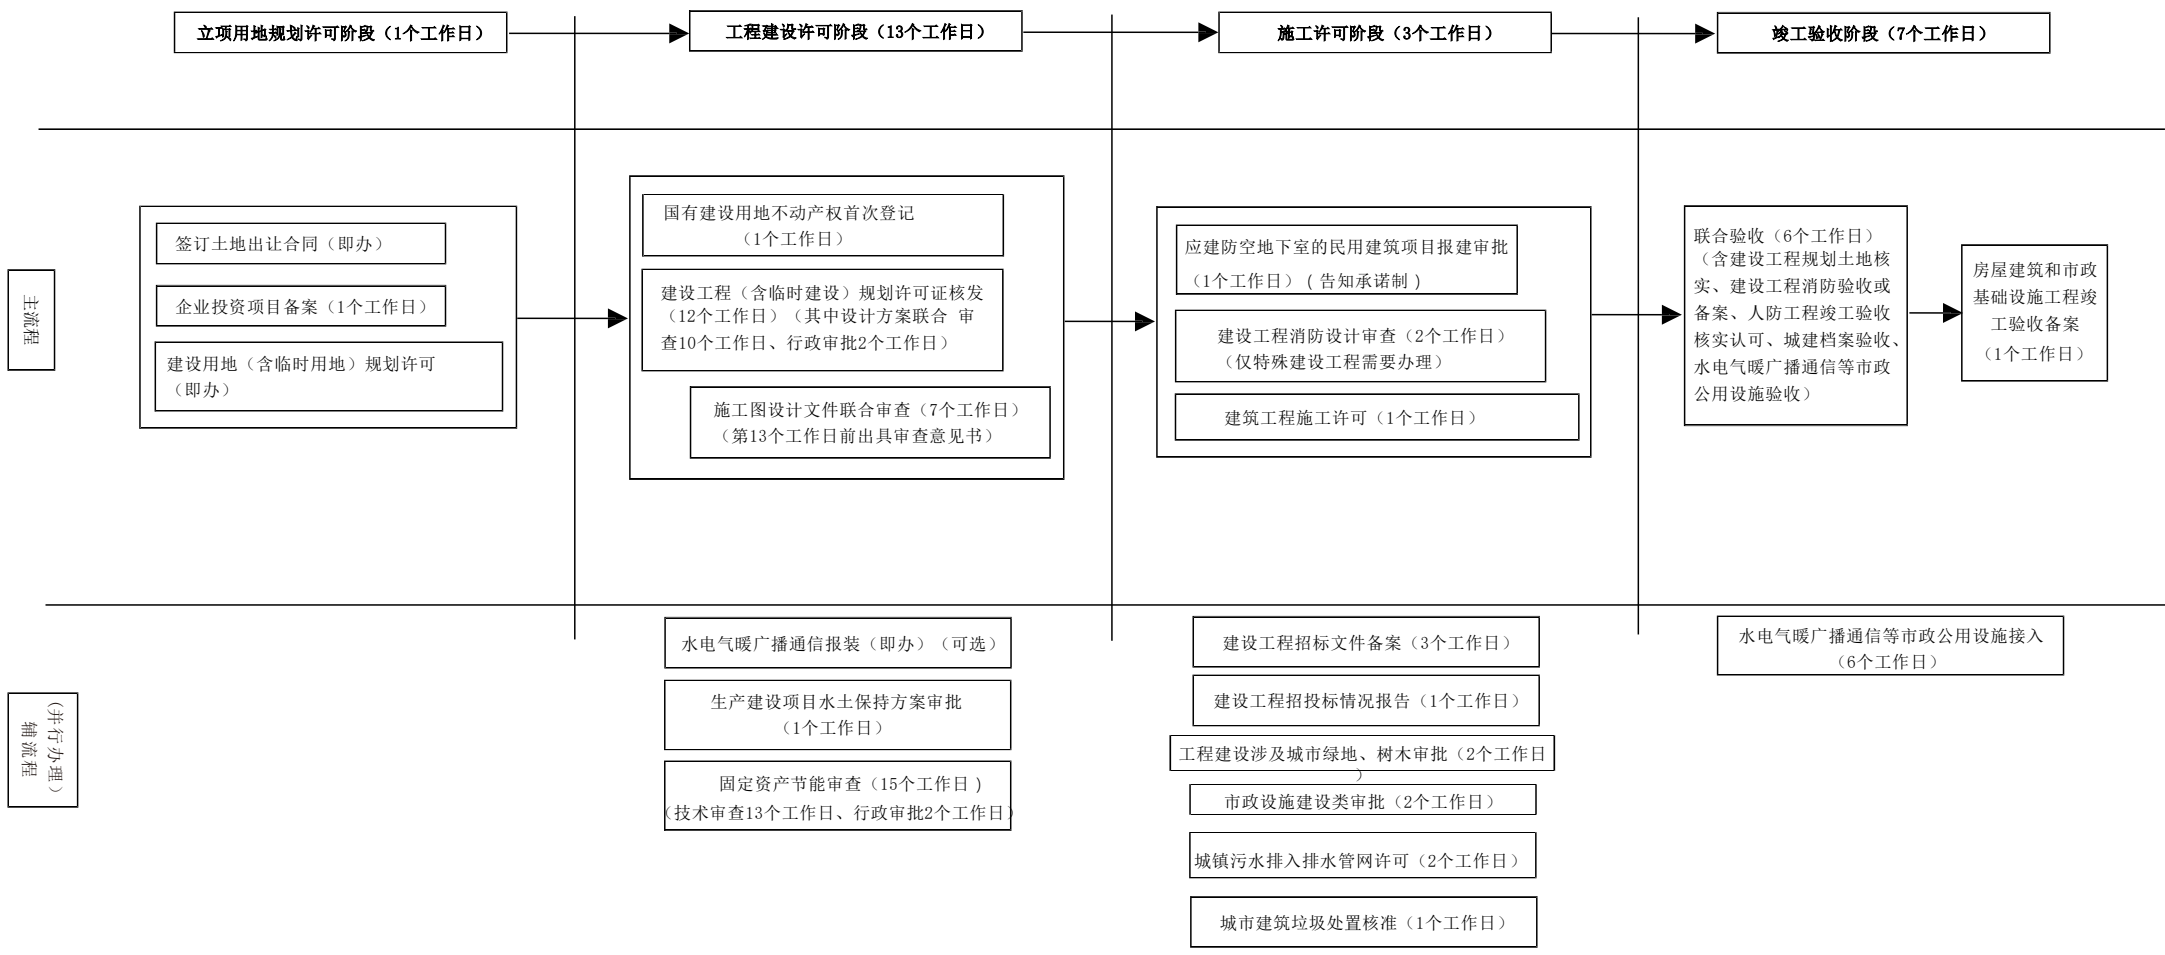 立项用地规划许可阶段（1个工作日）
工程建设许可阶段（13个工作日）
施工许可阶段（3个工作日）
竣工验收阶段（7个工作日）
主流程
签订土地出让合同（即办）
企业投资项目备案（1个工作日）
建设用地（含临时用地）规划许可
（即办）
国有建设用地不动产权首次登记
（1个工作日）
建设工程（含临时建设）规划许可证核发
（12个工作日）（其中设计方案联合 审
查10个工作日、行政审批2个工作日）
施工图设计文件联合审查（7个工作日）
（第13个工作日前出具审查意见书）
应建防空地下室的民用建筑项目报建审批
（1个工作日）(告知承诺制)
建设工程消防设计审查（2个工作日）
（仅特殊建设工程需要办理）
建筑工程施工许可（1个工作日）
联合验收（6个工作日）
（含建设工程规划土地核
实、建设工程消防验收或
备案、人防工程竣工验收
核实认可、城建档案验收、
水电气暖广播通信等市政
公用设施验收）
房屋建筑和市政
基础设施工程竣
工验收备案
（1个工作日）
（并行办理）
辅流程
水电气暖广播通信报装（即办）（可选）
生产建设项目水土保持方案审批
（1个工作日）
固定资产节能审查（15个工作日)
（技术审查13个工作日、行政审批2个工作日）
建设工程招标文件备案（3个工作日）
建设工程招投标情况报告（1个工作日）
工程建设涉及城市绿地、树木审批（2个工作日
）
市政设施建设类审批（2个工作日）
城镇污水排入排水管网许可（2个工作日）
城市建筑垃圾处置核准（1个工作日）
水电气暖广播通信等市政公用设施接入
（6个工作日）